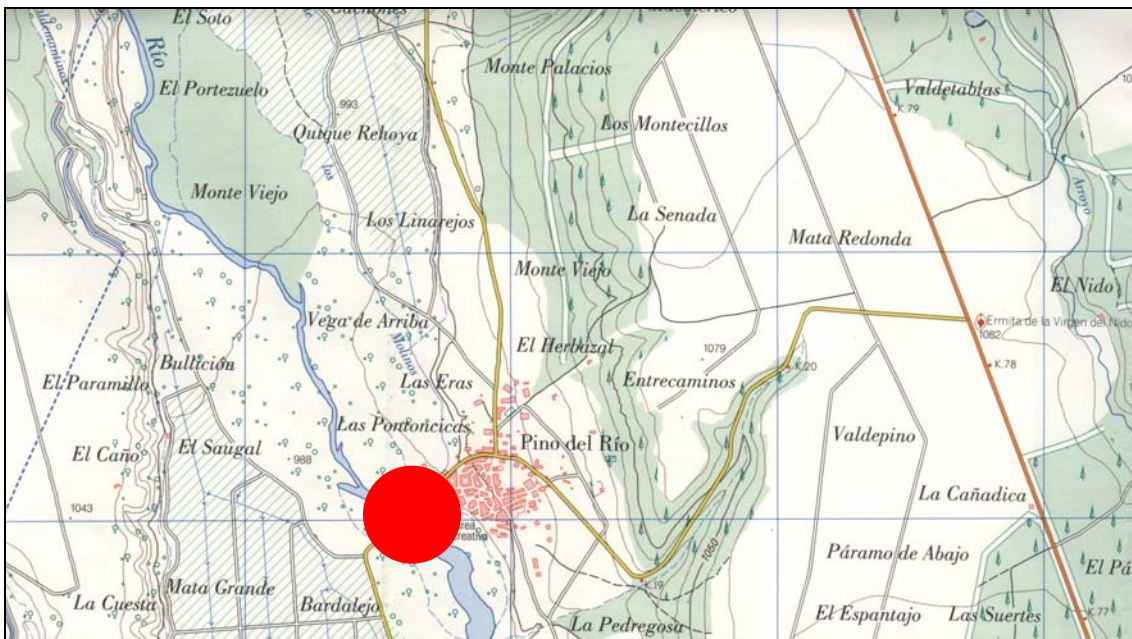 El Soto
Río
El Portezuelo
993
Quique Rehoya
Monte Viejo
los
Los Linarejos
Monte Palacios
Los Montecillos
K.79
Valdetablas
Arroyo
La Senada
Mata Redonda
Monte Viejo
El Nido
Vega de Arriba
Molinos
Ermita de la Virgen del Nido
1082
El Herbazal
1079
Bullición
El Paramillo
Las Eras
Entrecaminos
K.20
K.78
Las Pontoncicas
Pino del Río
Valdepino
El Saugal
El Caño
988
La Cañadica
1043
1050
Páramo de Abajo
Mata Grande
K.19
La Cuesta
Bardalejo
La Pedregosa
El Espantajo
Las Suertes
K.77